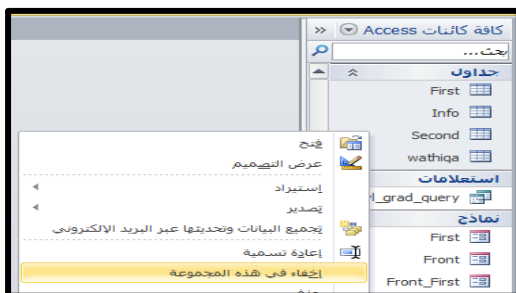 كافة كائنات Access
بحث...
جداول
First
Info
Second
wathiqa
استعلامات
l_grad_query
نماذج
First
Front
Front_First
فتح
عرض التصميم
استيراد
تصدير
تجميع البيانات وتحديثها عبر البريد الإلكتروني
إعادة تسمية
إخفاء في هذه المجموعة